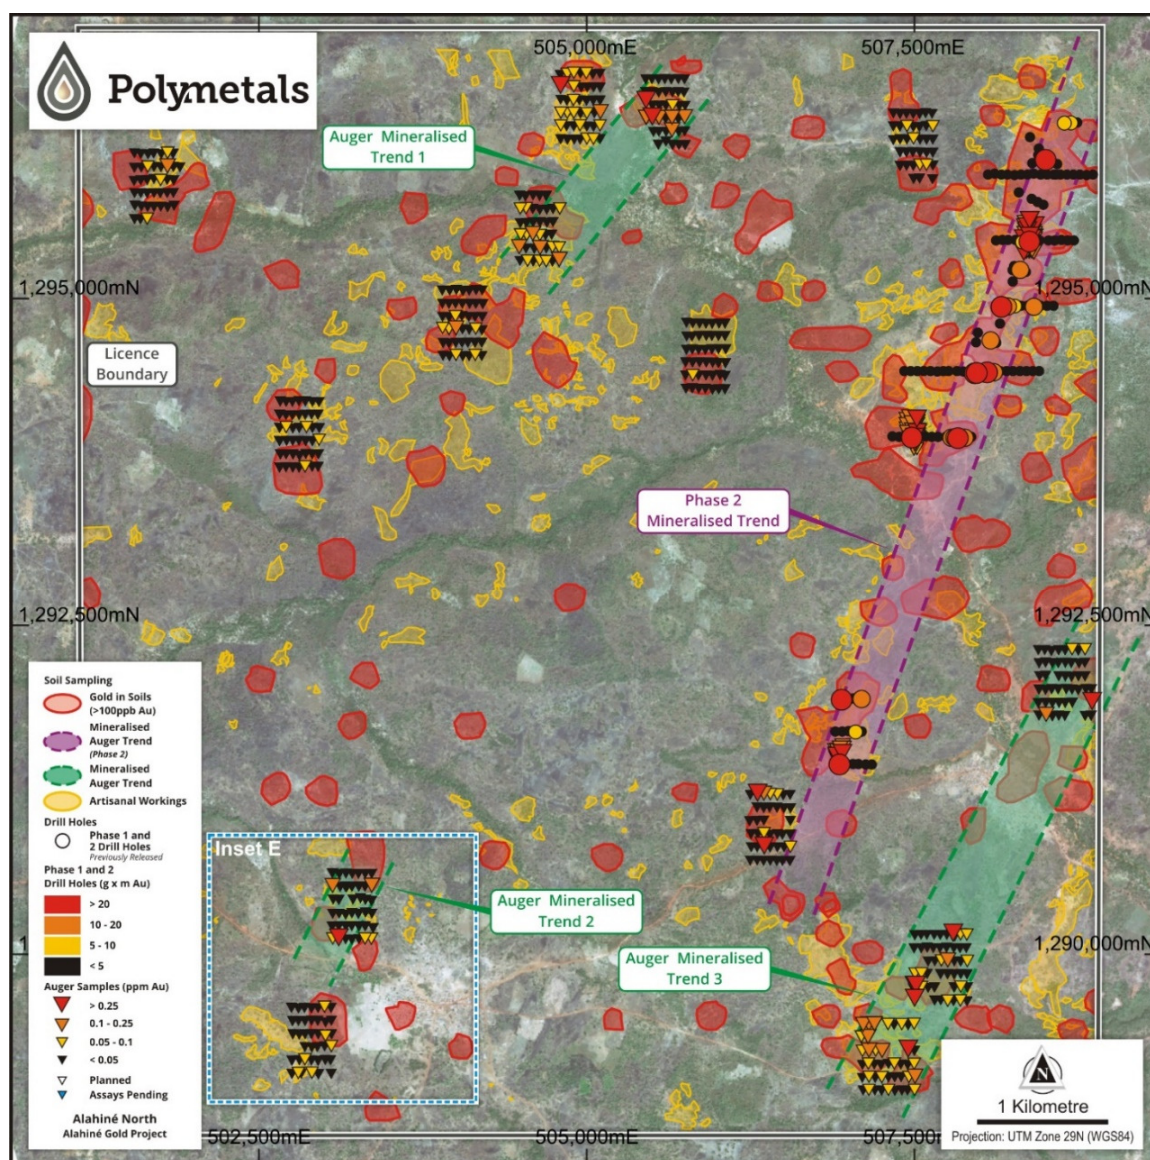 505,000mE
507,500mE
Polymetals
Auger Mineralised
Trend 1
1,295,000mN
1,295,000mN
Licence
Boundary
Phase 2
Mineralised Trend
1,292,500mN
1,292,500mN
Soil Sampling
Gold in Soils
(>100ppb Au)
Mineralised
Auger Trend
(Phase 2)
Mineralised
Auger Trend
Artisanal Workings
Drill Holes
Phase 1 and
2 Drill Holes
Previously Released
Phase 1 and 2
Drill Holes (g x m Au)
> 20
10 - 20
5 - 10
< 5
Auger Samples (ppm Au)
> 0.25
0.1 - 0.25
0.05 - 0.1
< 0.05
Planned
Assays Pending
Alahiné North
Alahiné Gold Project
Inset E
Auger Mineralised
Trend 2
Auger Mineralised
Trend 3
1,290,000mN
N
1 Kilometre
Projection: UTM Zone 29N (WGS84)
502,500mE
505,000mE